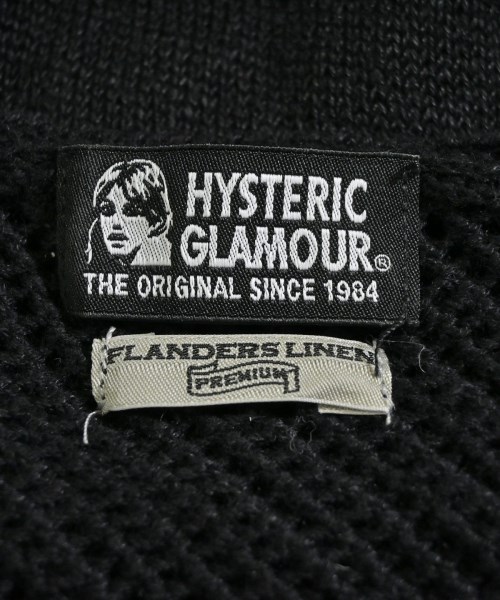 HYSTERIC
GLAMOUR®
THE ORIGINAL SINCE 1984
FLANDERS LINEN
PREMIUM